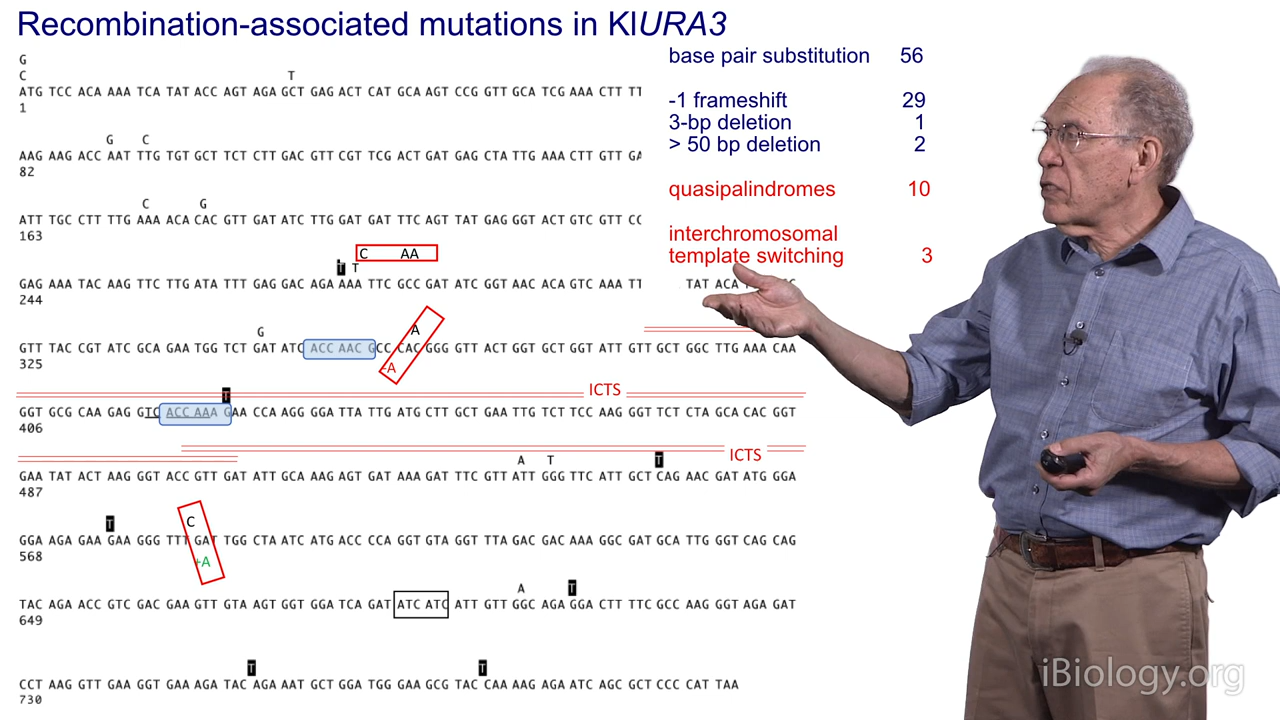 Recombination-associated mutations in KlURA3
base pair substitution 56
-1 frameshift 29
3-bp deletion 1
> 50 bp deletion 2
quasipalindromes 10
interchromosomal
template switching 3
G
C T
ATG TCC ACA AAA TCA TAT ACC AGT AGA GCT GAG ACT CAT GCA AGT CCG GTT GCA TCG AAA CTT TT
1
G C
AAG AAG ACC AAT TTG TGT GCT TCT CTT GAC GTT CGT TCG ACT GAT GAG CTA TTG AAA CTT GTT GA
82
C G
ATT TGC CTT TTG AAA ACA CAC GTT GAT ATC TTG GAT GAT TTC AGT TAT GAG GGT ACT GTC GTT CC
163
C AA
T T
GAG AAA TAC AAG TTC TTG ATA TTT GAG GAC AGA AAA TTC GCC GAT ATC GGT AAC ACA GTC AAA TT TAT ACA
244
G A
GTT TAC CGT ATC GCA GAA TGG TCT GAT ATC ACC AAC GCC CAC GGG GTT ACT GGT GCT GGT ATT GTT GCT GGC TTG AAA CAA
325
-A
ICTS
T
GGT GCG CAA GAG GTC ACC AAA GAA CCA AGG GGA TTA TTG ATG CTT GCT GAA TTG TCT TCC AAG GGT TCT CTA GCA CAC GGT
406
ICTS
A T T
GAA TAT ACT AAG GGT ACC GTT GAT ATT GCA AAG AGT GAT AAA GAT TTC GTT ATT GGG TTC ATT GCT CAG AAC GAT ATG GGA
487
T C
GGA AGA GAA GAA GGG TTT GAT TGG CTA ATC ATG ACC CCA GGT GTA GGT TTA GAC GAC AAA GGC GAT GCA TTG GGT CAG CAG
568
+A
A T
TAC AGA ACC GTC GAC GAA GTT GTA AGT GGT GGA TCA GAT ATC ATC ATT GTT GGC AGA GGA CTT TTC GCC AAG GGT AGA GAT
649
T T
CCT AAG GTT GAA GGT GAA AGA TAC AGA AAT GCT GGA TGG GAA GCG TAC CAA AAG AGA ATC AGC GCT CCC CAT TAA
730
iBiology.org